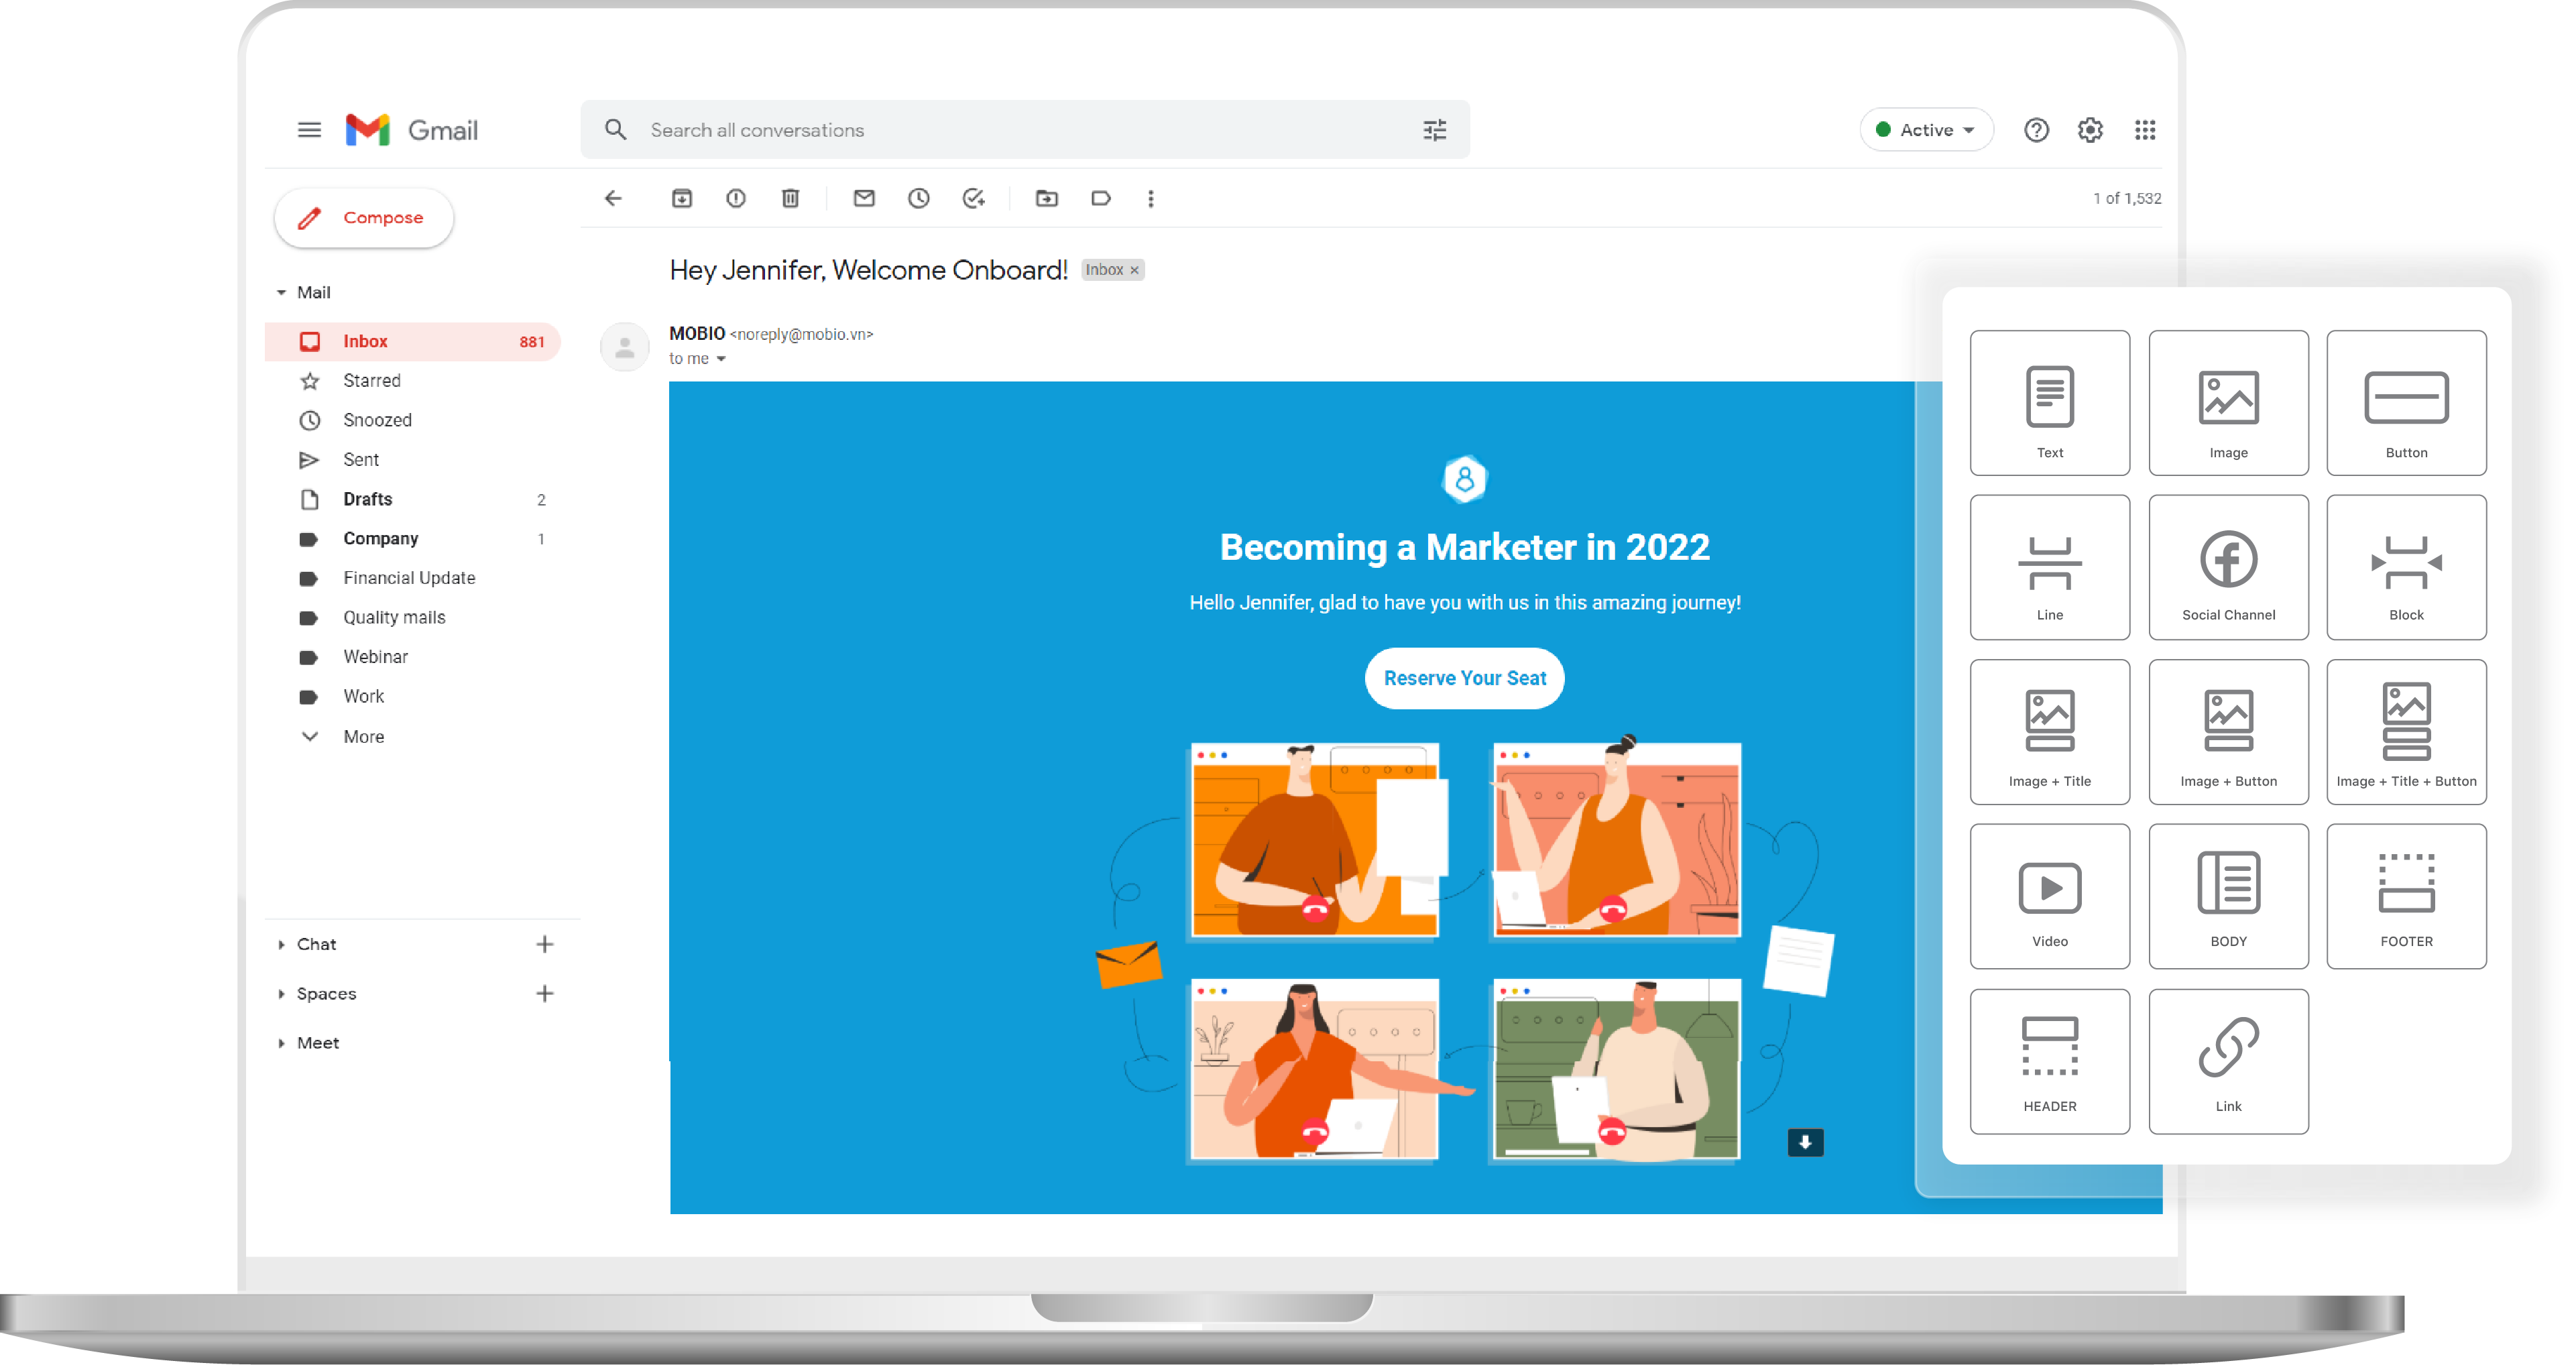 Gmail
Search all conversations
Active
Compose
1 of 1,532
Hey Jennifer, Welcome Onboard! Inbox ×
Mail
MOBIO <noreply@mobio.vn>
to me
Inbox 881
Starred
Snoozed
Sent
Drafts 2
Company 1
Financial Update
Quality mails
Webinar
Work
More
Chat
Spaces
Meet
Becoming a Marketer in 2022
Hello Jennifer, glad to have you with us in this amazing journey!
Reserve Your Seat
Text Image Button
Line Social Channel Block
Image + Title Image + Button Image + Title + Button
Video BODY FOOTER
HEADER Link